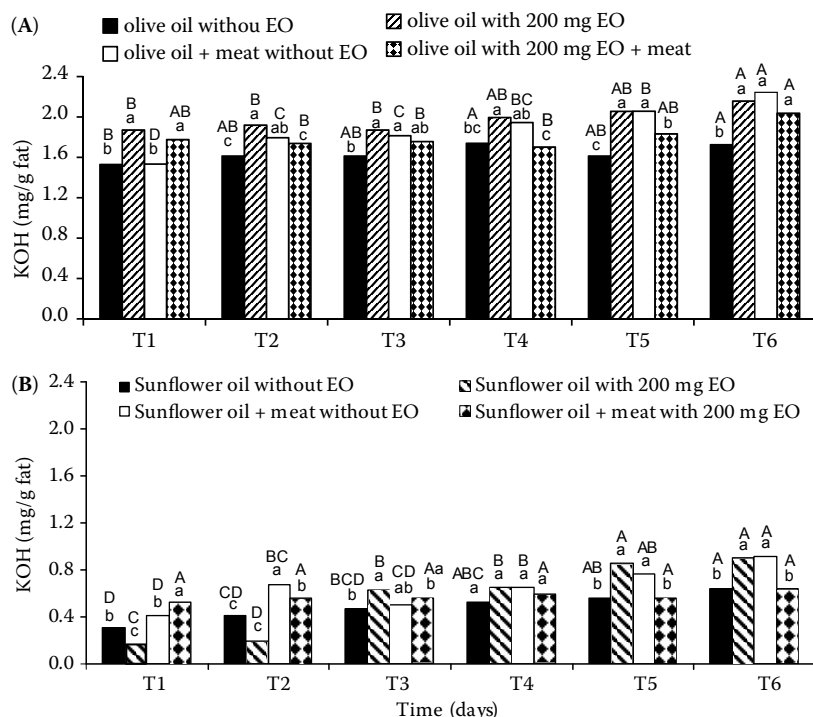 (A)
olive oil without EO
olive oil with 200 mg EO
olive oil + meat without EO
olive oil with 200 mg EO + meat
KOH (mg/g fat)
2.4
2.0
1.6
1.2
0.8
0.4
0.0
B b
B a
D b
AB a
AB c
B a
C ab
B c
AB b
B a
C a
B ab
A bc
AB a
BC ab
B c
AB c
AB a
B a
AB b
A b
A a
A a
A a
T1 T2 T3 T4 T5 T6
(B)
Sunflower oil without EO
Sunflower oil with 200 mg EO
Sunflower oil + meat without EO
Sunflower oil + meat with 200 mg EO
KOH (mg/g fat)
2.4
2.0
1.6
1.2
0.8
0.4
0.0
D b
C c
D b
A a
CD c
D c
BC a
A b
BCD b
B a
CD ab
Aa b
ABC a
B a
B a
A a
AB b
A a
AB a
A b
A b
A a
A a
A b
T1 T2 T3 T4 T5 T6
Time (days)